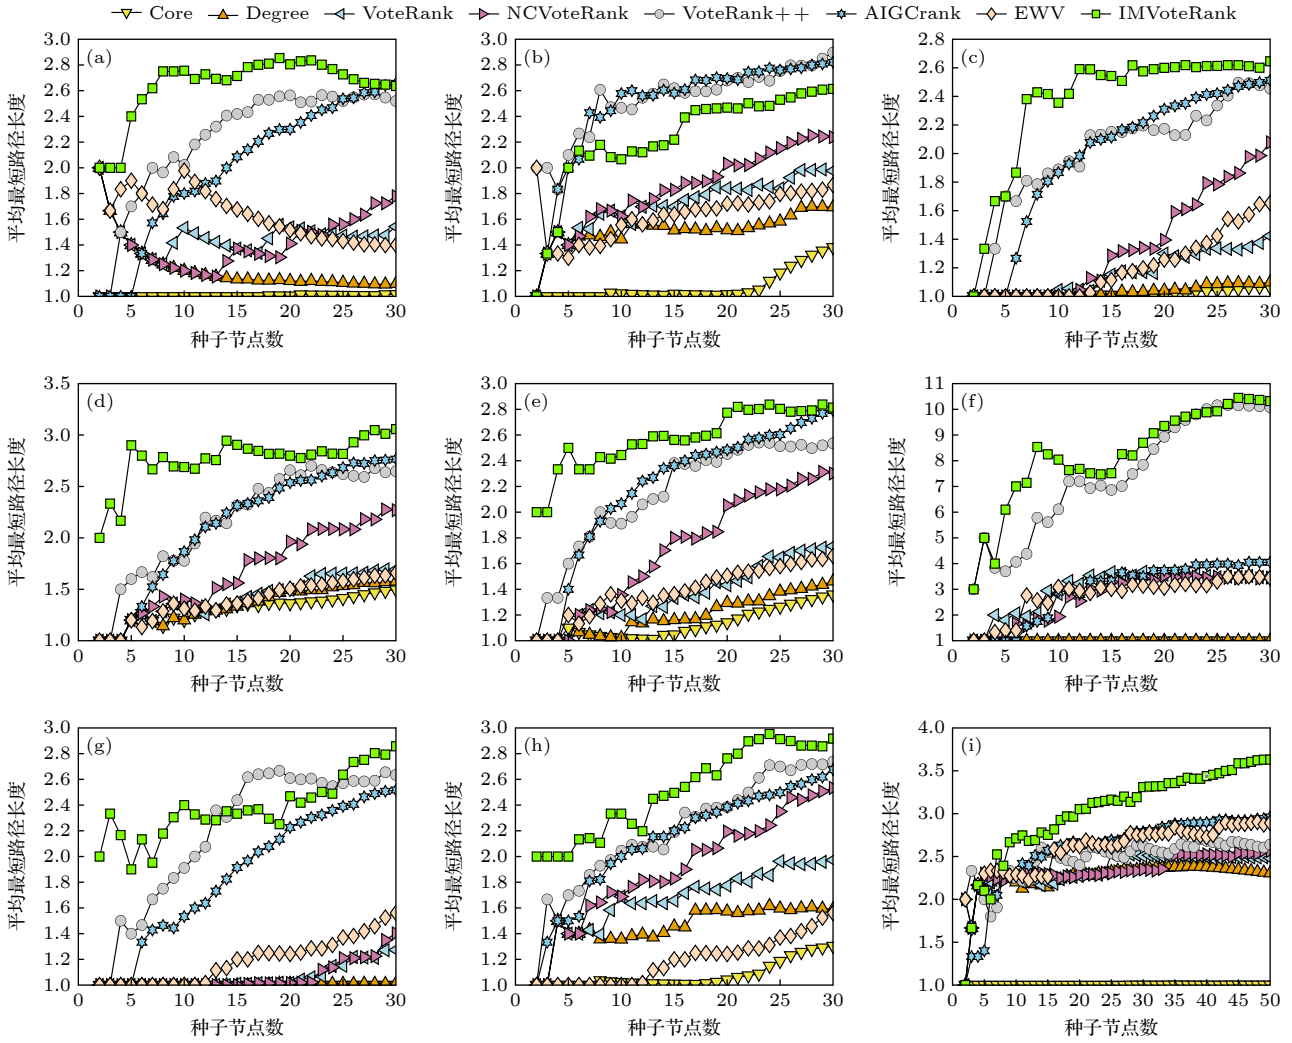 Core Degree VoteRank NCVoteRank VoteRank++ AIGCrank EWV IMVoteRank
(a)
平均最短路径长度
3.0
2.8
2.6
2.4
2.2
2.0
1.8
1.6
1.4
1.2
1.0
0 5 10 15 20 25 30
种子节点数
(b)
平均最短路径长度
3.0
2.8
2.6
2.4
2.2
2.0
1.8
1.6
1.4
1.2
1.0
0 5 10 15 20 25 30
种子节点数
(c)
平均最短路径长度
2.8
2.6
2.4
2.2
2.0
1.8
1.6
1.4
1.2
1.0
0 5 10 15 20 25 30
种子节点数
(d)
平均最短路径长度
3.5
3.0
2.5
2.0
1.5
1.0
0 5 10 15 20 25 30
种子节点数
(e)
平均最短路径长度
3.0
2.8
2.6
2.4
2.2
2.0
1.8
1.6
1.4
1.2
1.0
0 5 10 15 20 25 30
种子节点数
(f)
平均最短路径长度
11
10
9
8
7
6
5
4
3
2
1
0 5 10 15 20 25 30
种子节点数
(g)
平均最短路径长度
3.0
2.8
2.6
2.4
2.2
2.0
1.8
1.6
1.4
1.2
1.0
0 5 10 15 20 25 30
种子节点数
(h)
平均最短路径长度
3.0
2.8
2.6
2.4
2.2
2.0
1.8
1.6
1.4
1.2
1.0
0 5 10 15 20 25 30
种子节点数
(i)
平均最短路径长度
4.0
3.5
3.0
2.5
2.0
1.5
1.0
0 5 10 15 20 25 30 35 40 45 50
种子节点数